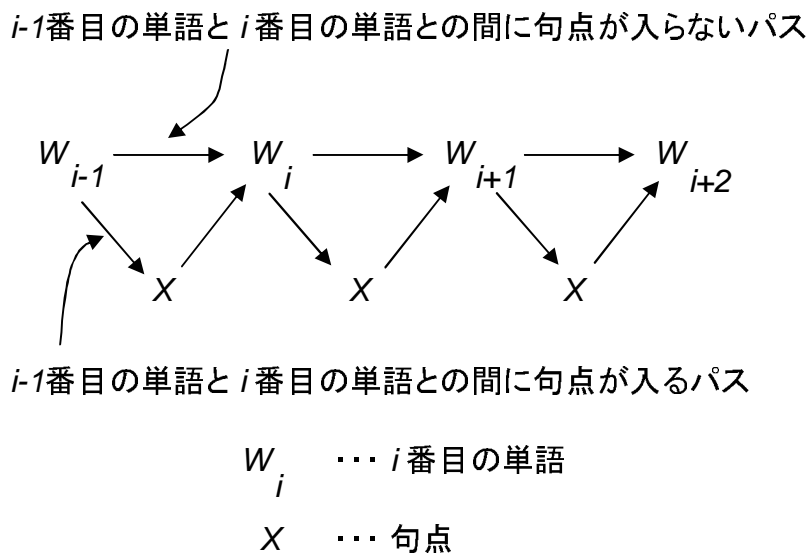 i-1番目の単語と i 番目の単語との間に句点が入らないパス
W i-1 W i W i+1 W i+2
X X X
i-1番目の単語と i 番目の単語との間に句点が入るパス
W i ・・・ i 番目の単語
X ・・・ 句点